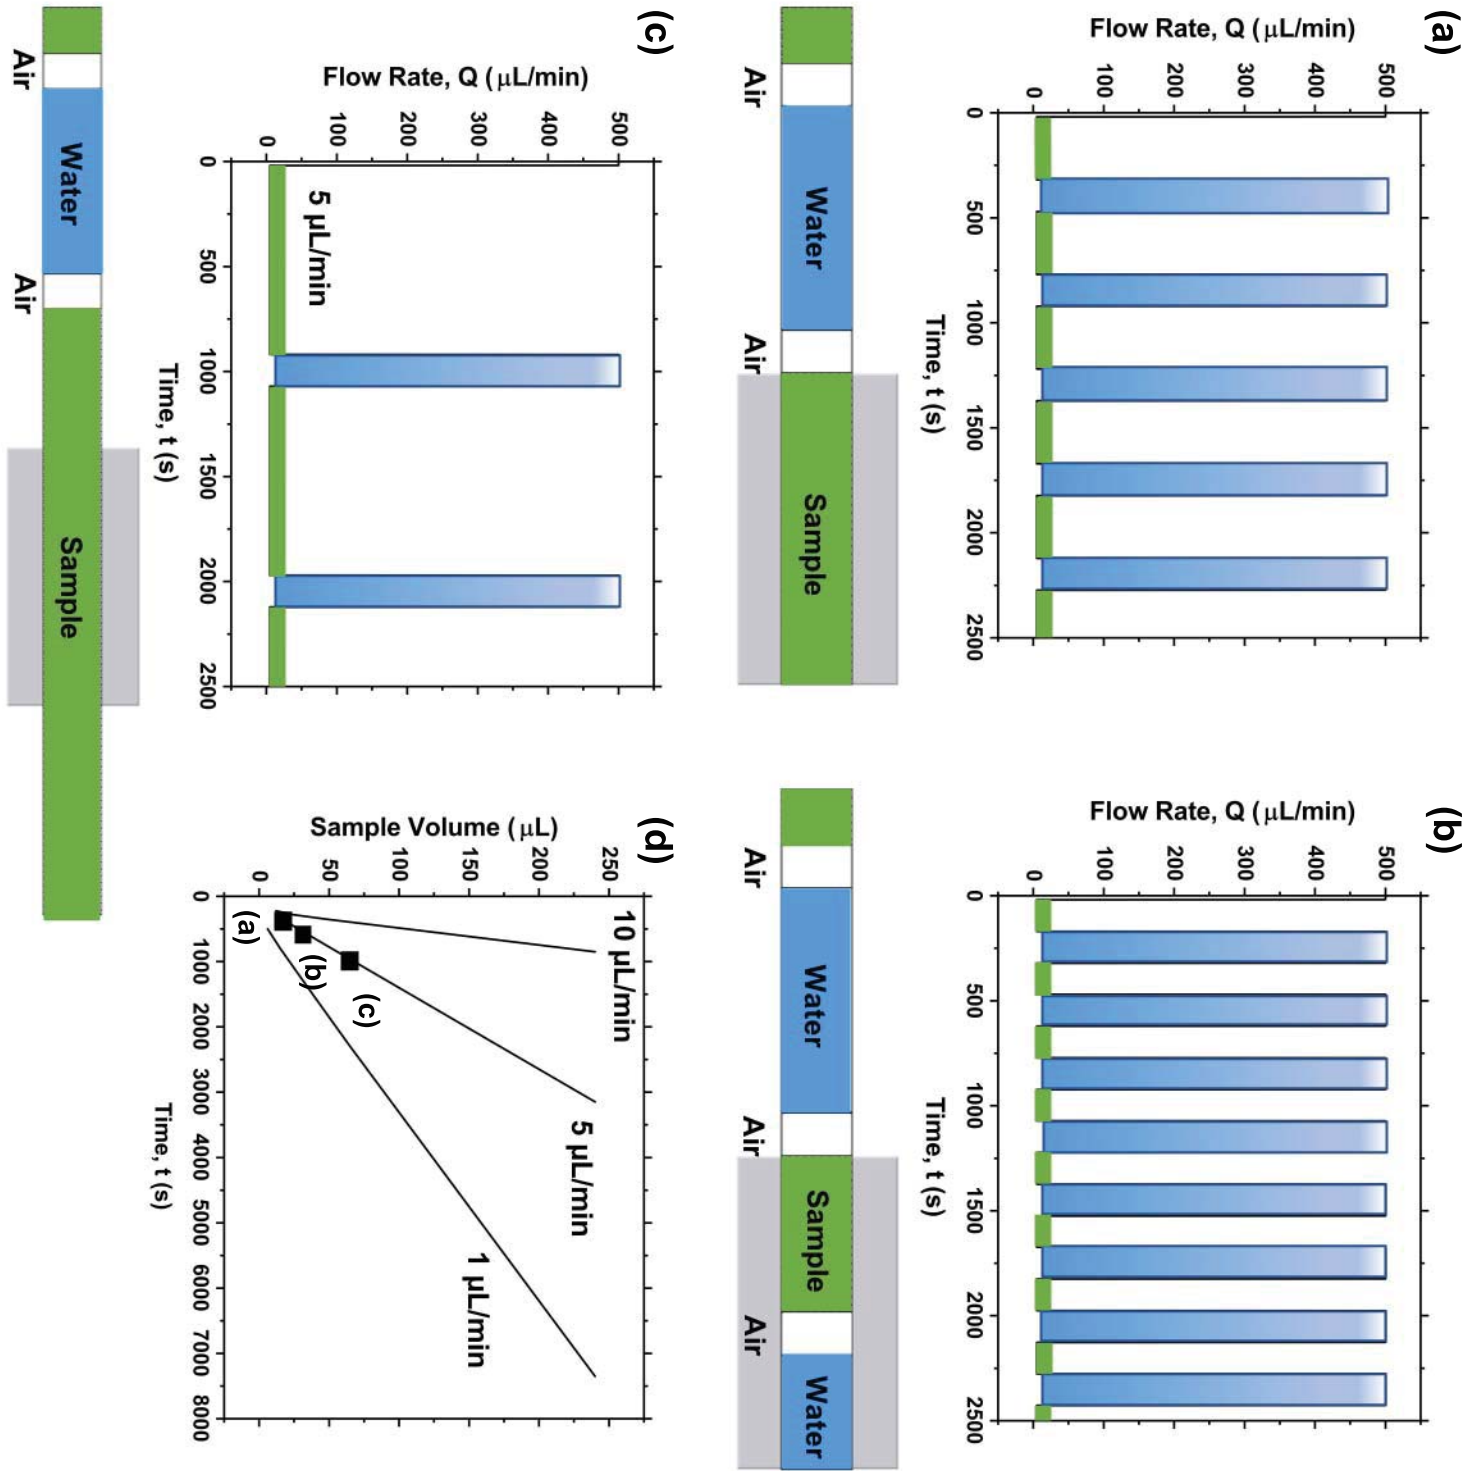 (a)
Flow Rate, Q (μL/min)
500
400
300
200
100
0
0
500
1000
1500
2000
2500
Time, t (s)
Air
Water
Air
Sample
(b)
Flow Rate, Q (μL/min)
500
400
300
200
100
0
0
500
1000
1500
2000
2500
Time, t (s)
Air
Water
Air
Sample
Air
Water
(c)
Flow Rate, Q (μL/min)
500
400
300
200
100
0
5 μL/min
0
500
1000
1500
2000
2500
Time, t (s)
Air
Water
Air
Sample
(d)
Sample Volume (μL)
250
200
150
100
50
0
10 μL/min
5 μL/min
1 μL/min
(c)
(b)
(a)
0
1000
2000
3000
4000
5000
6000
7000
8000
Time, t (s)